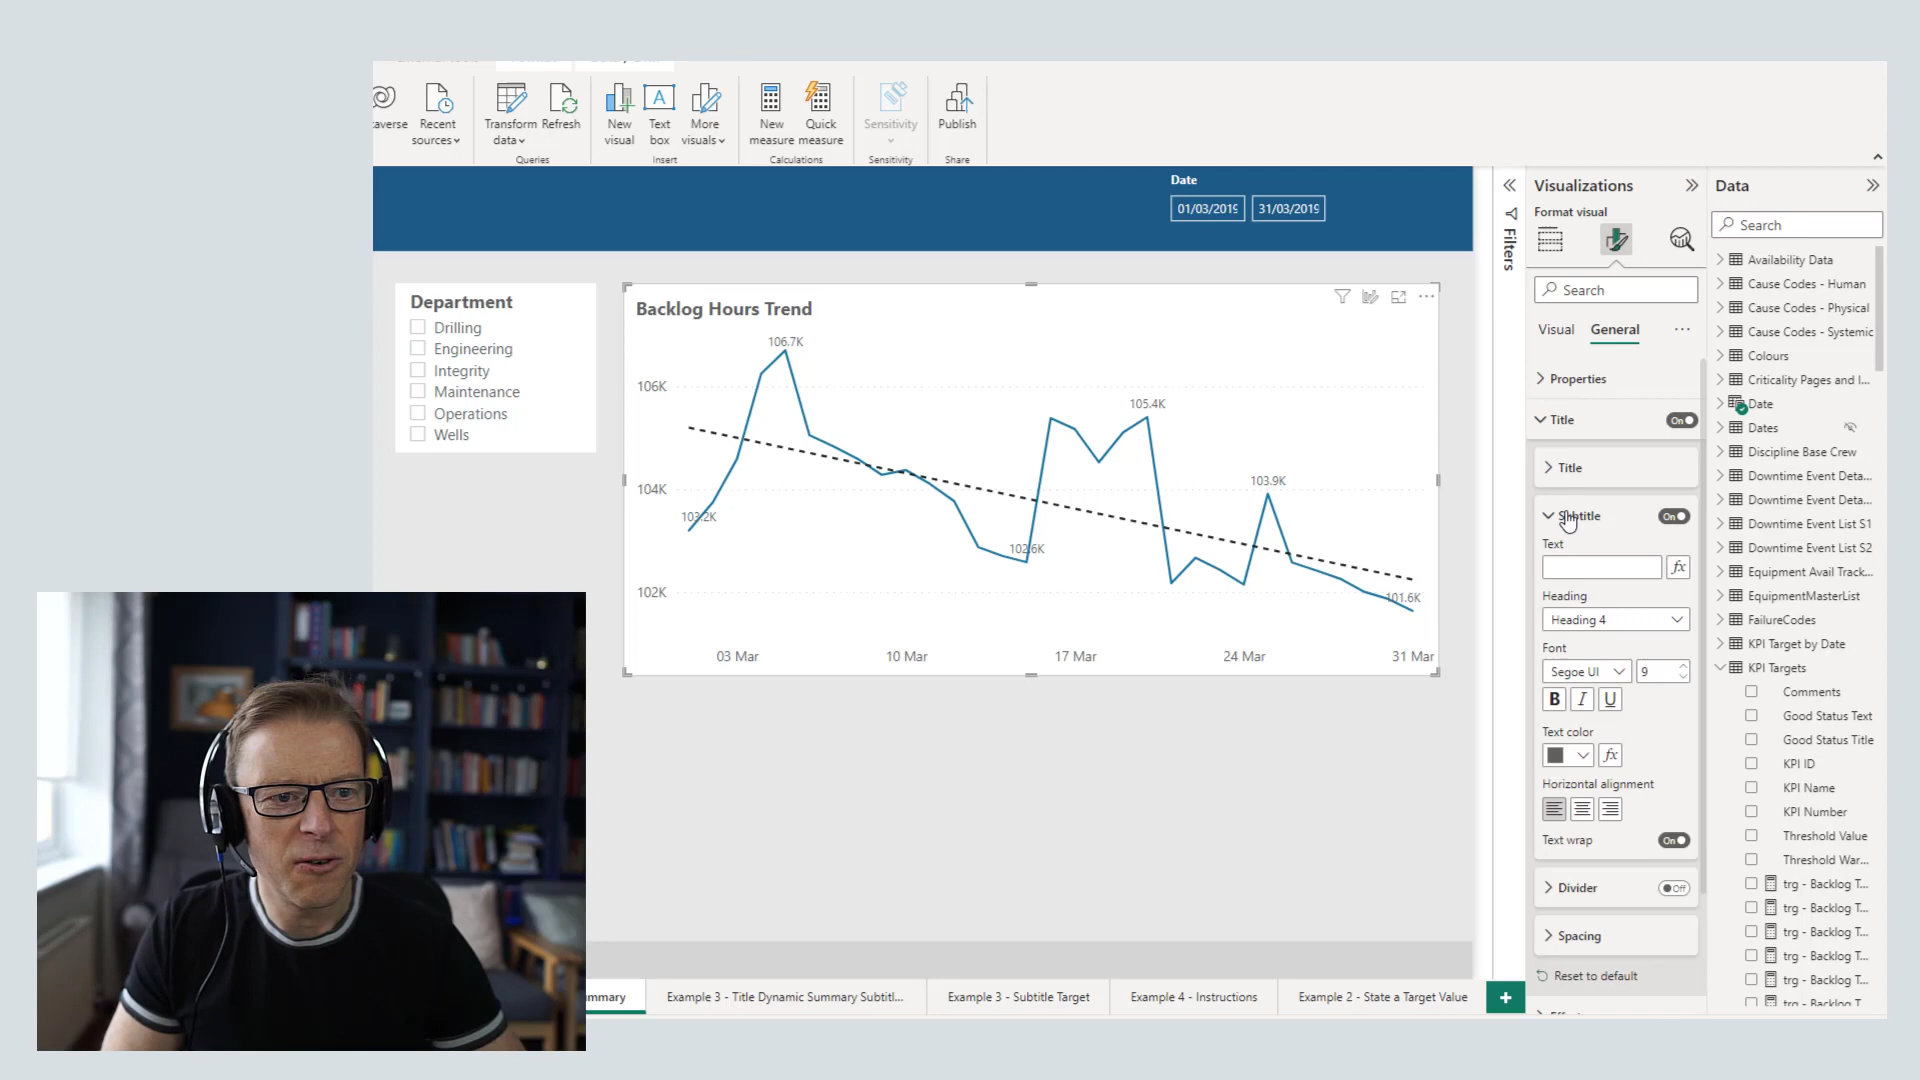 averse
Recent
sources
Transform
data
Refresh
Queries
New
visual
Text
box
More
visuals
Insert
New
measure
Quick
measure
Calculations
Sensitivity
Sensitivity
Publish
Share
Date
01/03/2019
31/03/2019
Department
Drilling
Engineering
Integrity
Maintenance
Operations
Wells
Backlog Hours Trend
106K
104K
102K
103.2K
106.7K
102.6K
105.4K
103.9K
101.6K
03 Mar
10 Mar
17 Mar
24 Mar
31 Mar
Filters
Visualizations
Format visual
Search
Visual
General
Properties
Title
On
Title
Subtitle
On
Text
fx
Heading
Heading 4
Font
Segoe UI
9
B
I
U
Text color
fx
Horizontal alignment
Text wrap
On
Divider
Off
Spacing
Reset to default
Data
Search
Availability Data
Cause Codes - Human
Cause Codes - Physical
Cause Codes - Systemic
Colours
Criticality Pages and I...
Date
Dates
Discipline Base Crew
Downtime Event Deta...
Downtime Event Deta...
Downtime Event List S1
Downtime Event List S2
Equipment Avail Track...
EquipmentMasterList
FailureCodes
KPI Target by Date
KPI Targets
Comments
Good Status Text
Good Status Title
KPI ID
KPI Name
KPI Number
Threshold Value
Threshold War...
trg - Backlog T...
trg - Backlog T...
trg - Backlog T...
trg - Backlog T...
trg - Backlog T...
trg - Backlog T
mmary
Example 3 - Title Dynamic Summary Subtitl...
Example 3 - Subtitle Target
Example 4 - Instructions
Example 2 - State a Target Value
+